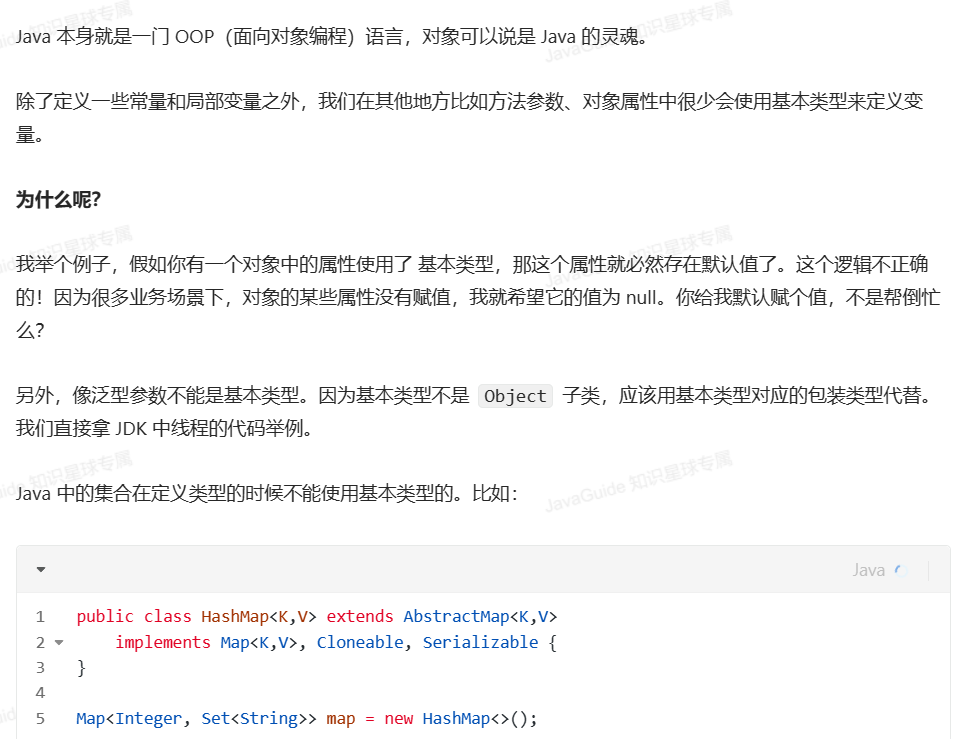 Java 本身就是一门 OOP（面向对象编程）语言，对象可以说是 Java 的灵魂。
除了定义一些常量和局部变量之外，我们在其他地方比如方法参数、对象属性中很少会使用基本类型来定义变
量。
为什么呢？
我举个例子，假如你有一个对象中的属性使用了 基本类型，那这个属性就必然存在默认值了。这个逻辑不正确
的！因为很多业务场景下，对象的某些属性没有赋值，我就希望它的值为 null。你给我默认赋个值，不是帮倒忙
么？
另外，像泛型参数不能是基本类型。因为基本类型不是 Object 子类，应该用基本类型对应的包装类型代替。
我们直接拿 JDK 中线程的代码举例。
Java 中的集合在定义类型的时候不能使用基本类型的。比如：
JavaGuide 知识星球专属
Java
1 public class HashMap<K,V> extends AbstractMap<K,V>
2 implements Map<K,V>, Cloneable, Serializable {
3 }
4
5 Map<Integer, Set<String>> map = new HashMap<>();